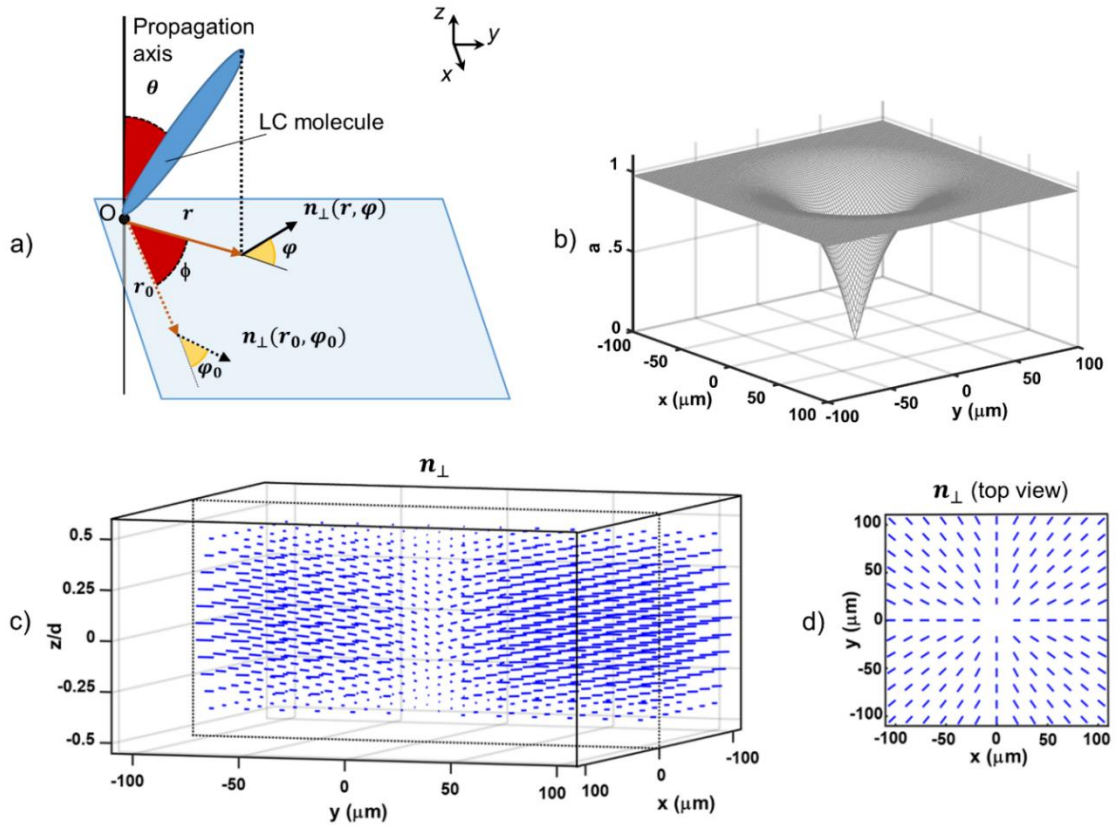 Propagation
axis
θ
LC molecule
z
y
x
O
r
n⊥(r, φ)
φ
ϕ
r₀
n⊥(r₀, φ₀)
φ₀
a)
b)
1
.5
0
a
-100
-50
0
50
100
x (μm)
-100
-50
0
50
100
y (μm)
c)
n⊥
0.5
0.25
0
-0.25
-0.5
z/d
-100
-50
0
50
100
y (μm)
100
0
-100
x (μm)
d)
n⊥ (top view)
100
50
0
-50
-100
y (μm)
-100
-50
0
50
100
x (μm)